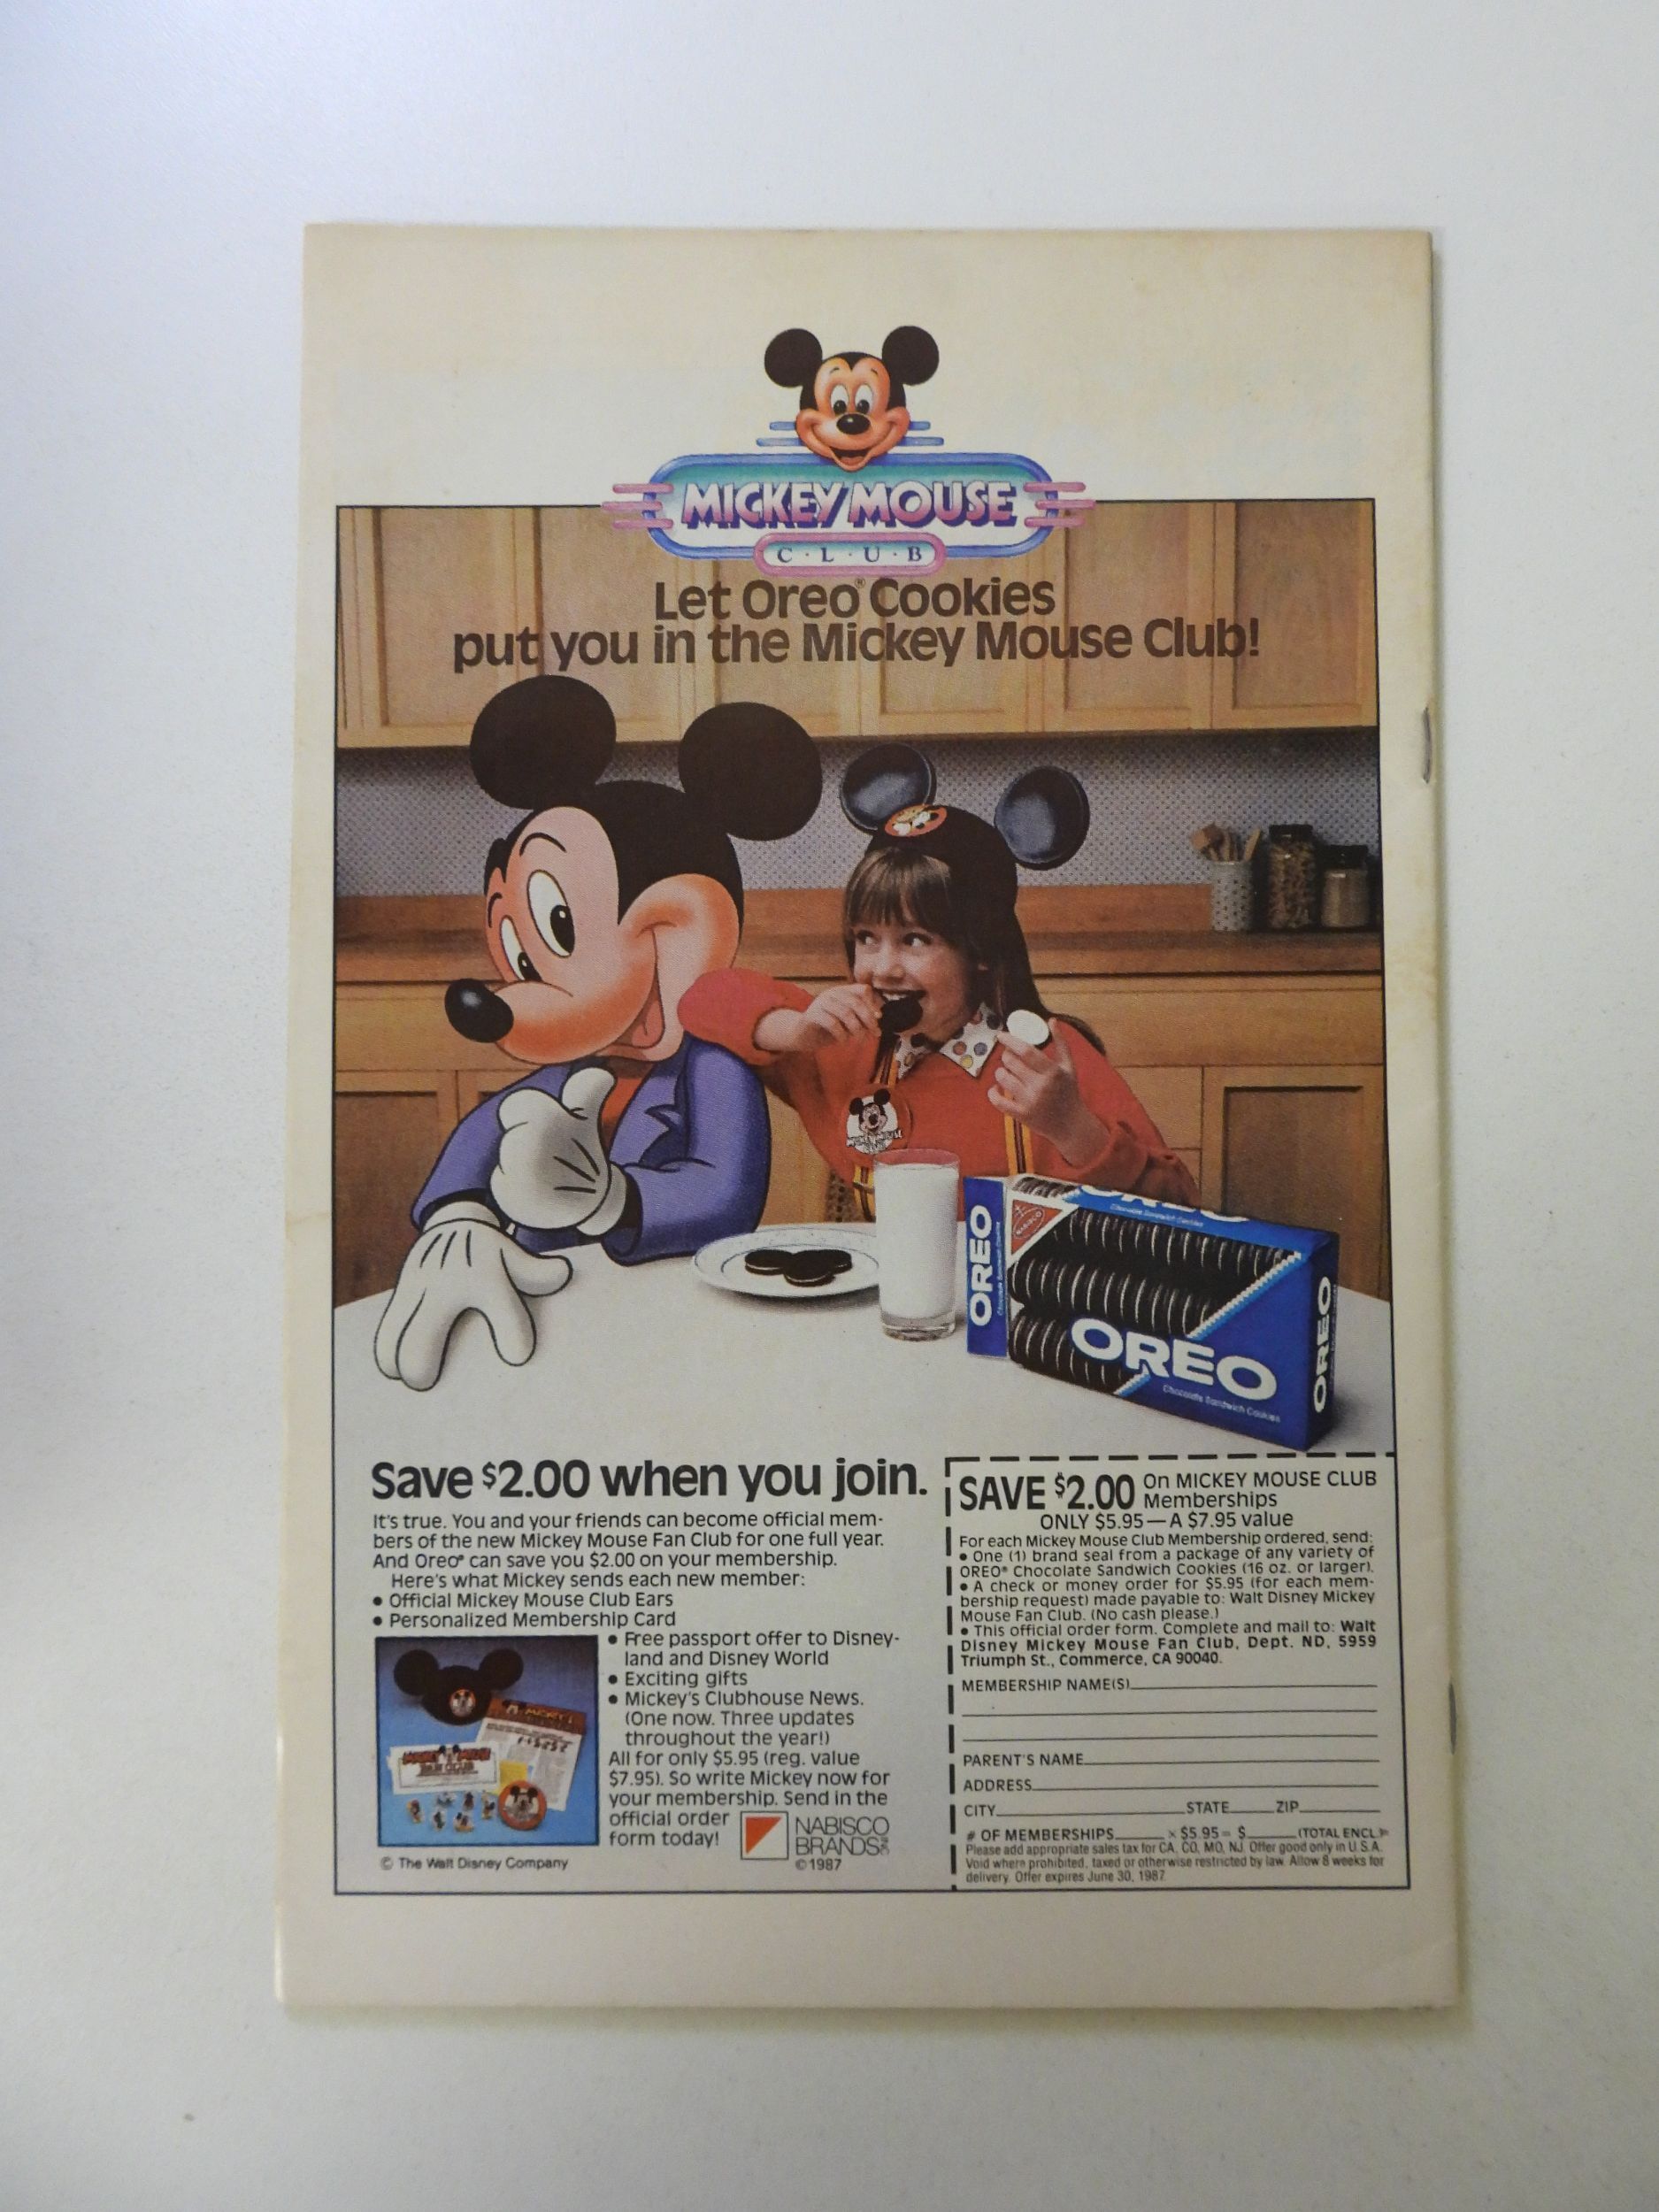 MICKEY MOUSE
C·L·U·B
Let Oreo® Cookies
put you in the Mickey Mouse Club!
NABISCO
OREO
Chocolate Sandwich Cookies
OREO
OREO
Chocolate Sandwich Cookies
OREO
Save $2.00 when you join.
It's true. You and your friends can become official mem-
bers of the new Mickey Mouse Fan Club for one full year.
And Oreo® can save you $2.00 on your membership.
Here's what Mickey sends each new member:
• Official Mickey Mouse Club Ears
• Personalized Membership Card
• Free passport offer to Disney-
land and Disney World
• Exciting gifts
• Mickey's Clubhouse News.
(One now. Three updates
throughout the year!)
All for only $5.95 (reg. value
$7.95). So write Mickey now for
your membership. Send in the
official order
form today!
MICKEY MOUSE
FAN CLUB
NABISCO
BRANDS INC
©1987
© The Walt Disney Company
SAVE $2.00 On MICKEY MOUSE CLUB
Memberships
ONLY $5.95—A $7.95 value
For each Mickey Mouse Club Membership ordered, send:
• One (1) brand seal from a package of any variety of
OREO® Chocolate Sandwich Cookies (16 oz. or larger).
• A check or money order for $5.95 (for each mem-
bership request) made payable to: Walt Disney Mickey
Mouse Fan Club. (No cash please.)
• This official order form. Complete and mail to: Walt
Disney Mickey Mouse Fan Club, Dept. ND, 5959
Triumph St., Commerce, CA 90040.
MEMBERSHIP NAME(S)
PARENT'S NAME
ADDRESS
CITY STATE ZIP
# OF MEMBERSHIPS x $5.95= $ (TOTAL ENCL.)
Please add appropriate sales tax for CA, CO, MO, NJ. Offer good only in U.S.A.
Void where prohibited, taxed or otherwise restricted by law. Allow 8 weeks for
delivery. Offer expires June 30, 1987.